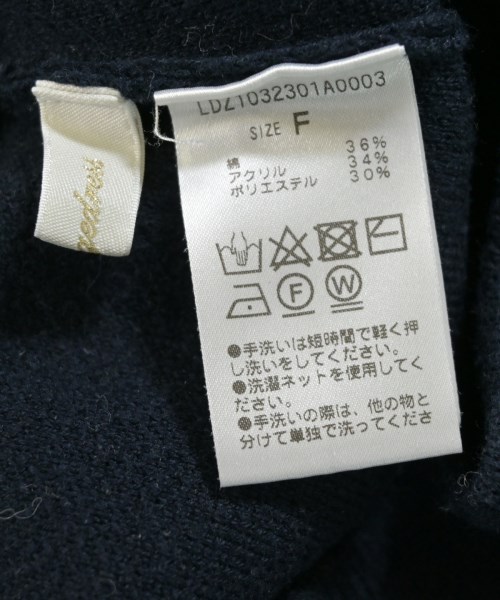 LDZ1032301A0003
SIZE F
綿 36%
アクリル 34%
ポリエステル 30%
F W
●手洗いは短時間で軽く押
し洗いをしてください。
●洗濯ネットを使用してく
ださい。
●手洗いの際は、他の物と
分けて単独で洗ってくださ